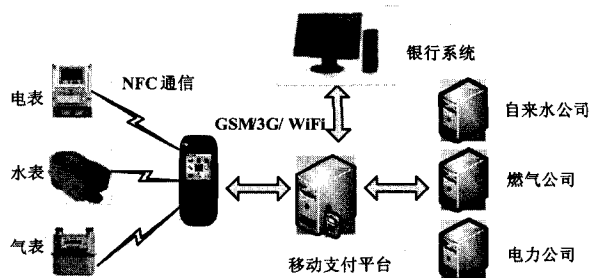 银行系统
NFC通信
电表
自来水公司
GSM/3G/ WiFi
水表
燃气公司
气表
移动支付平台
电力公司